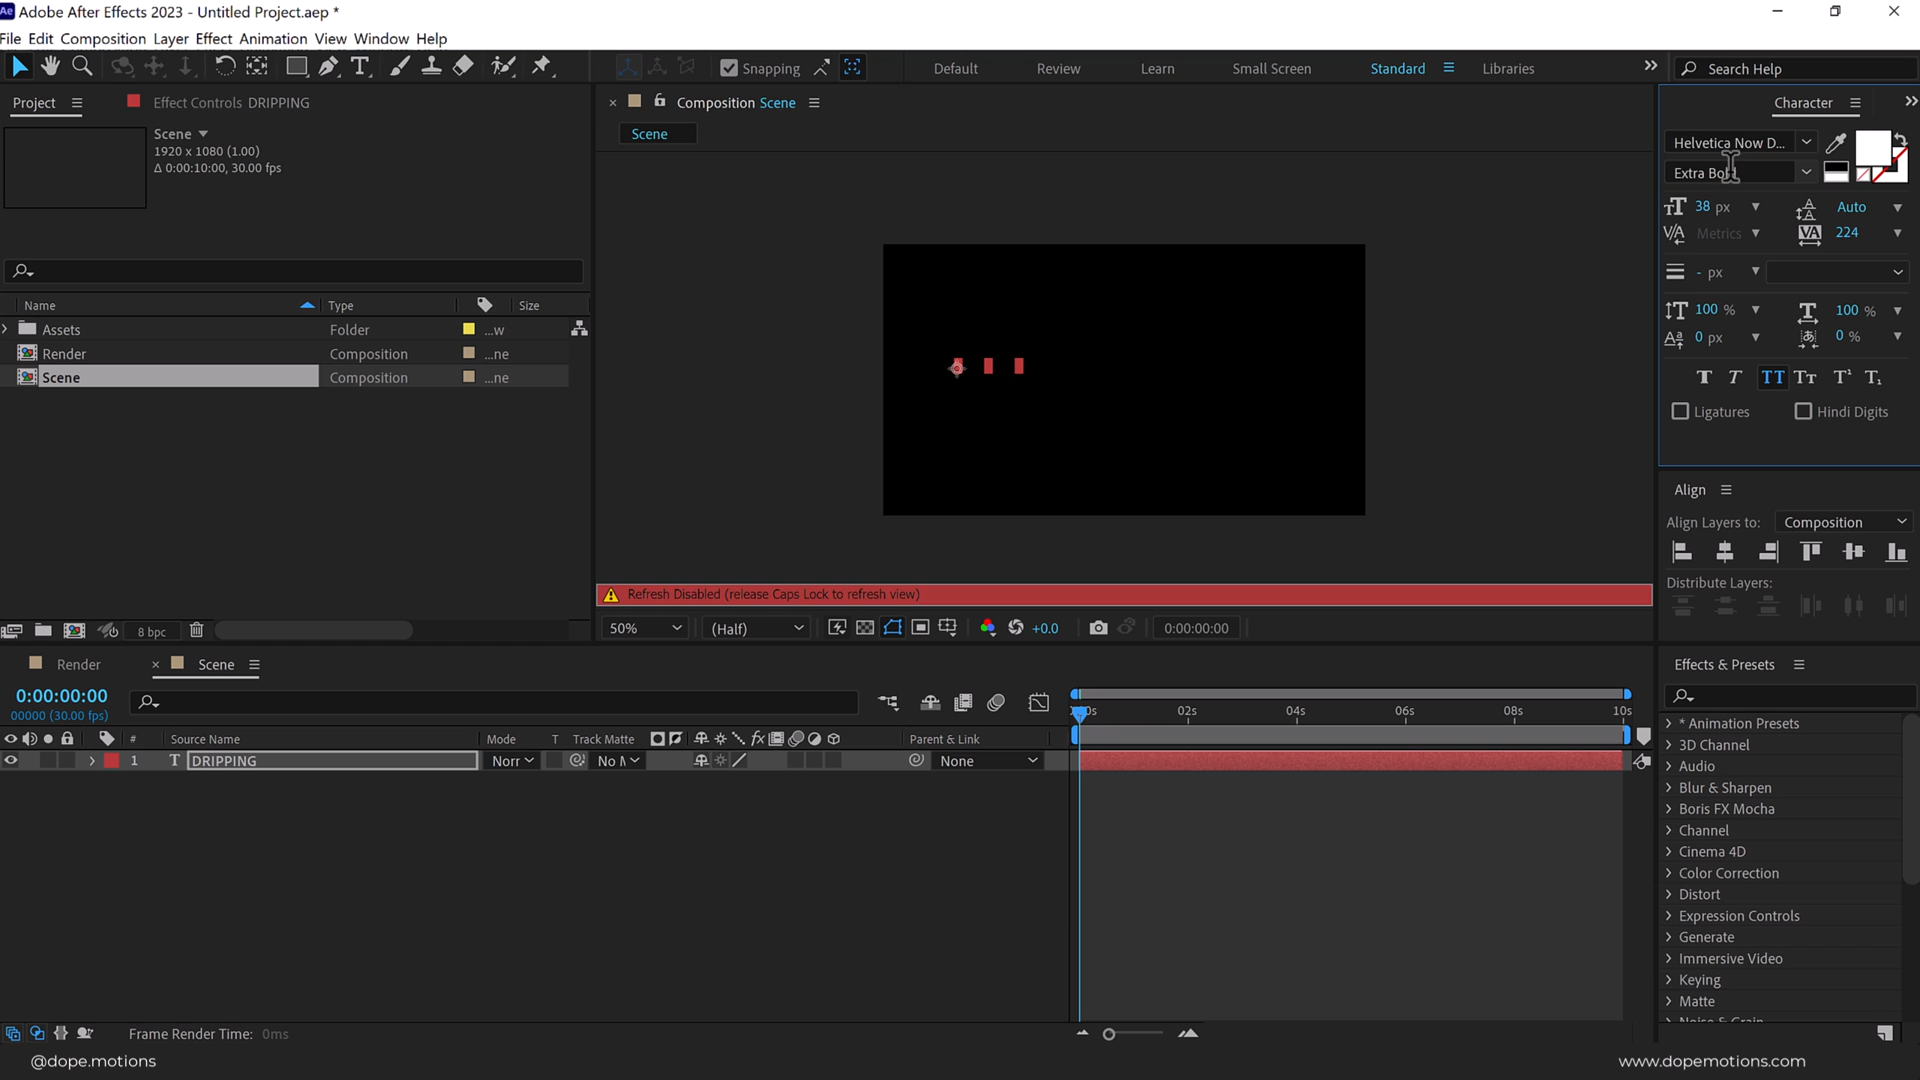 Ae Adobe After Effects 2023 - Untitled Project.aep *
File Edit Composition Layer Effect Animation View Window Help
Snapping Default Review Learn Small Screen Standard Libraries Search Help
Project Effect Controls DRIPPING
Composition Scene
Character
Scene
1920 x 1080 (1.00)
Δ 0:00:10:00, 30.00 fps
Scene
Helvetica Now D...
Extra Bold
38 px Auto
Metrics 224
- px
100 % 100 %
0 px 0 %
Ligatures Hindi Digits
Name Type Size
Assets Folder ...w
Render Composition ...ne
Scene Composition ...ne
Align
Align Layers to: Composition
Distribute Layers:
Refresh Disabled (release Caps Lock to refresh view)
8 bpc
50% (Half) +0.0 0:00:00:00
Render Scene
Effects & Presets
0:00:00:00
00000 (30.00 fps)
02s 04s 06s 08s 10s
# Source Name Mode T Track Matte Parent & Link
1 T DRIPPING Norr No M None
* Animation Presets
3D Channel
Audio
Blur & Sharpen
Boris FX Mocha
Channel
Cinema 4D
Color Correction
Distort
Expression Controls
Generate
Immersive Video
Keying
Matte
Noise & Grain
Frame Render Time: 0ms
@dope.motions
www.dopemotions.com